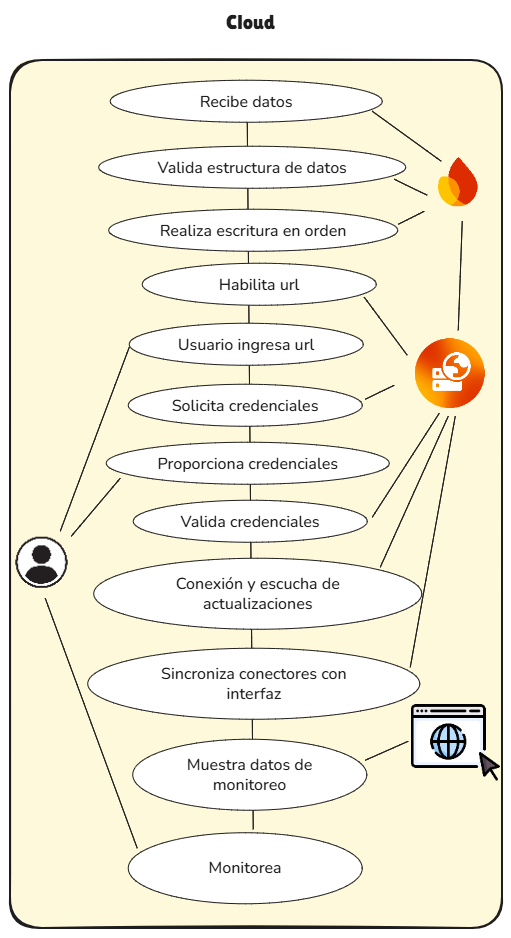 Cloud
Recibe datos
Valida estructura de datos
Realiza escritura en orden
Habilita url
Usuario ingresa url
Solicita credenciales
Proporciona credenciales
Valida credenciales
Conexión y escucha de
actualizaciones
Sincroniza conectores con
interfaz
Muestra datos de
monitoreo
Monitorea